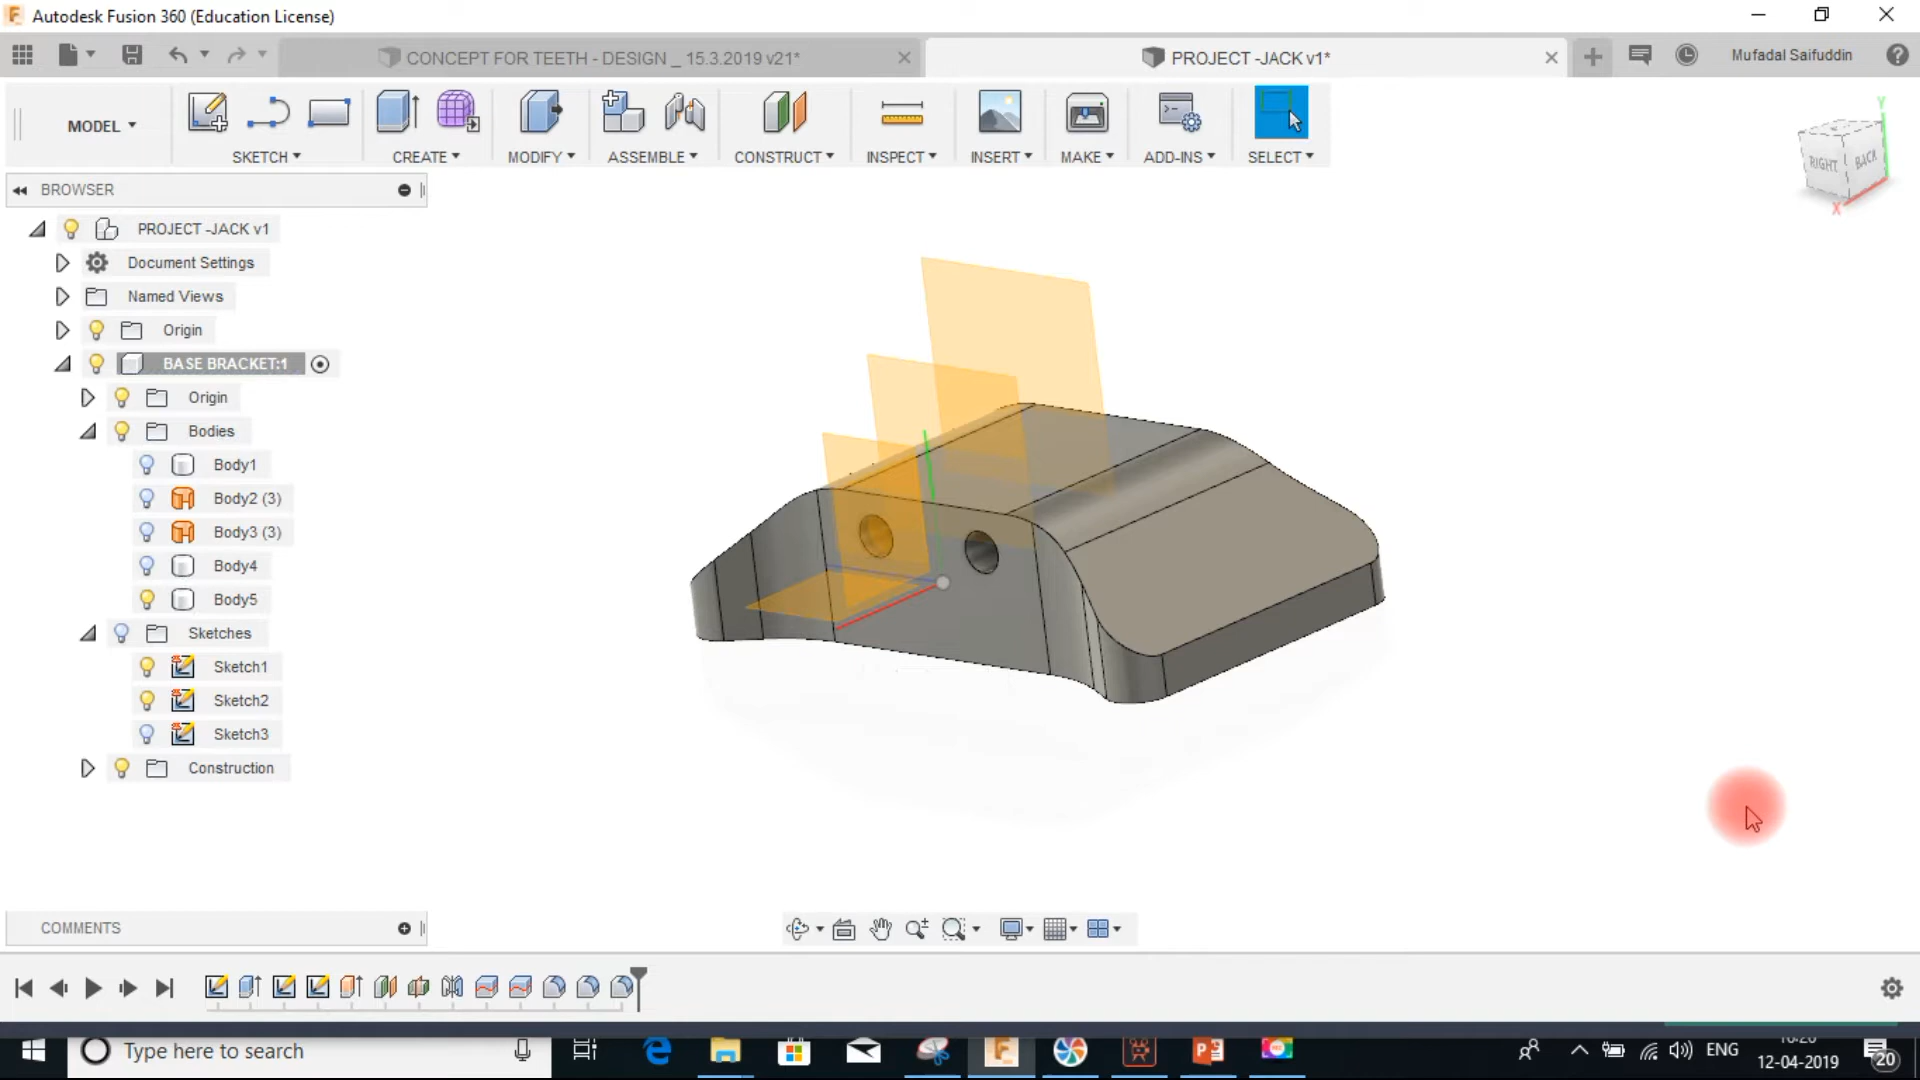 Autodesk Fusion 360 (Education License)
CONCEPT FOR TEETH - DESIGN _ 15.3.2019 v21*
PROJECT -JACK v1*
Mufadal Saifuddin
MODEL
SKETCH
CREATE
MODIFY
ASSEMBLE
CONSTRUCT
INSPECT
INSERT
MAKE
ADD-INS
SELECT
Y
RIGHT
BACK
X
BROWSER
PROJECT -JACK v1
Document Settings
Named Views
Origin
BASE BRACKET:1
Origin
Bodies
Body1
Body2 (3)
Body3 (3)
Body4
Body5
Sketches
Sketch1
Sketch2
Sketch3
Construction
COMMENTS
Type here to search
ENG
12-04-2019
20